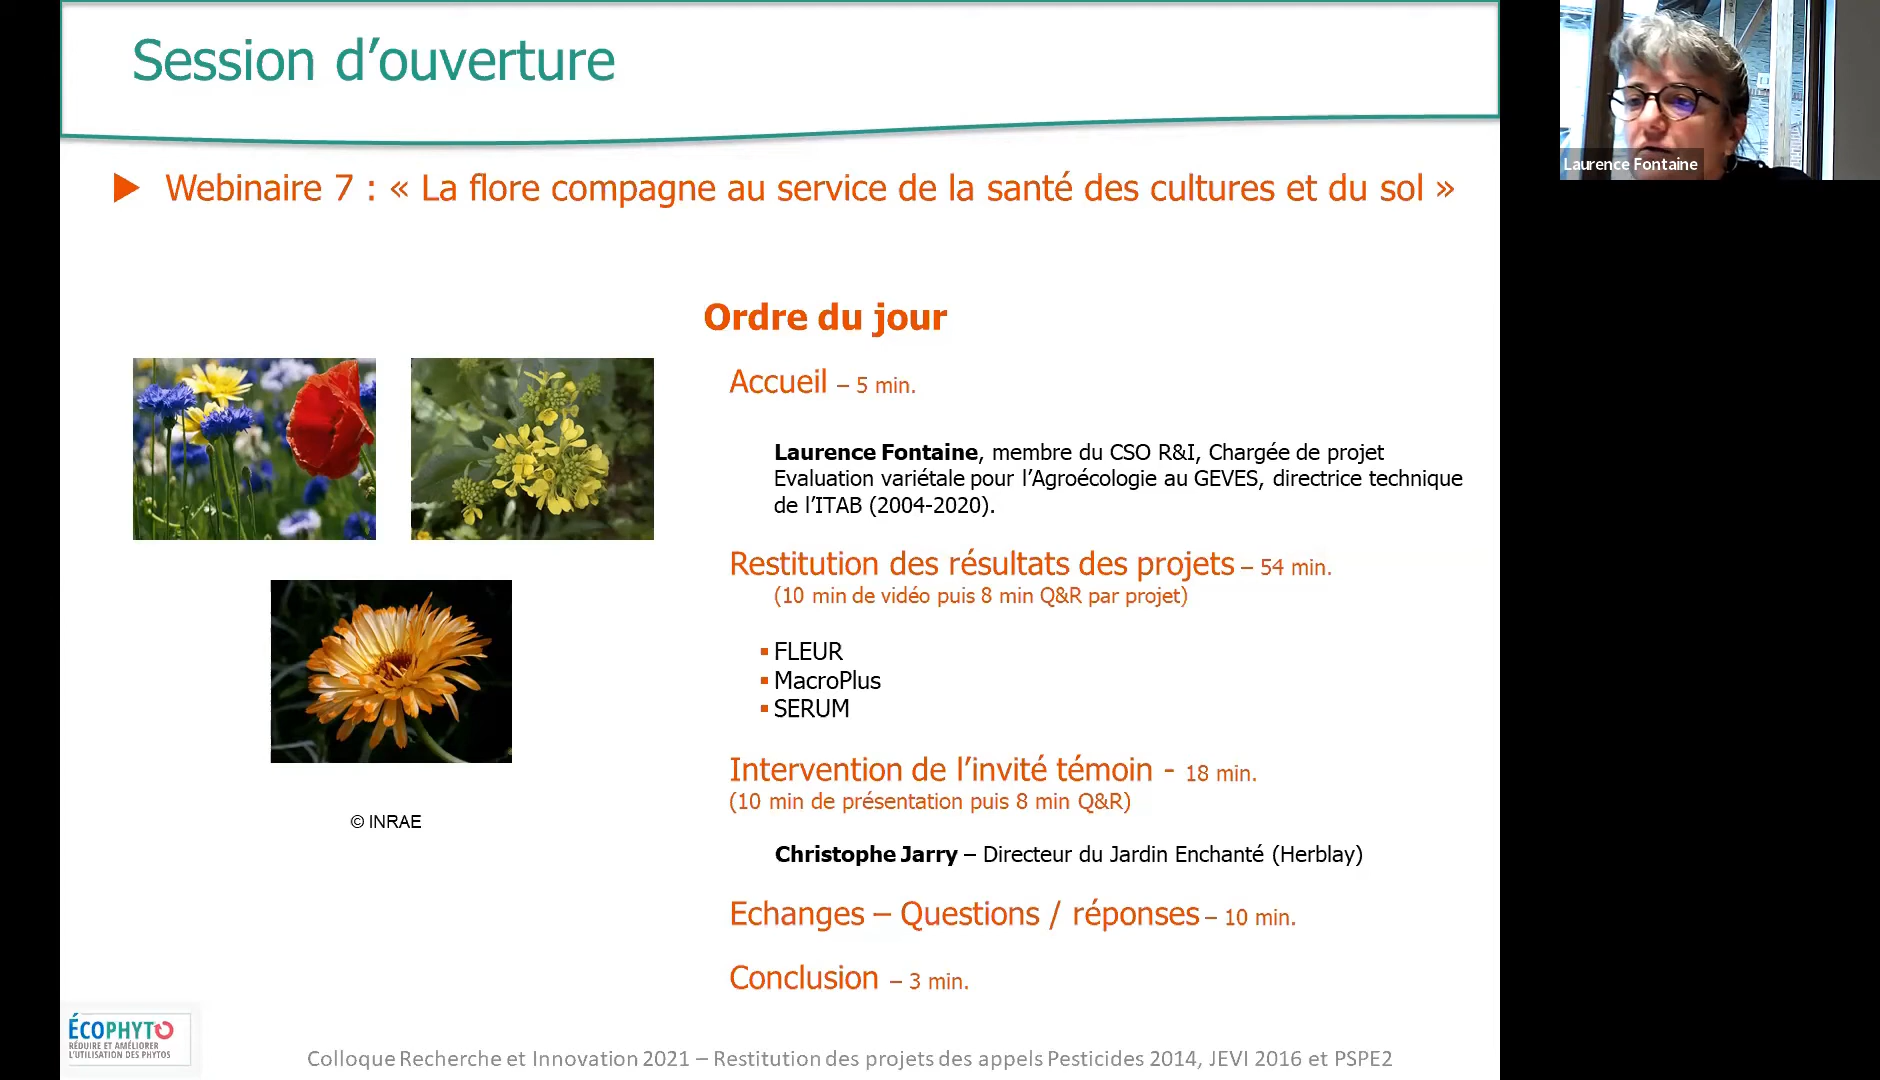 Session d’ouverture
Laurence Fontaine
▶ Webinaire 7 : « La flore compagne au service de la santé des cultures et du sol »
Ordre du jour
Accueil – 5 min.
Laurence Fontaine, membre du CSO R&I, Chargée de projet
Evaluation variétale pour l’Agroécologie au GEVES, directrice technique
de l’ITAB (2004-2020).
Restitution des résultats des projets – 54 min.
(10 min de vidéo puis 8 min Q&R par projet)
▪ FLEUR
▪ MacroPlus
▪ SERUM
Intervention de l’invité témoin - 18 min.
(10 min de présentation puis 8 min Q&R)
© INRAE
Christophe Jarry – Directeur du Jardin Enchanté (Herblay)
Echanges – Questions / réponses – 10 min.
Conclusion – 3 min.
ÉCOPHYTO
RÉDUIRE ET AMÉLIORER
L’UTILISATION DES PHYTOS
Colloque Recherche et Innovation 2021 – Restitution des projets des appels Pesticides 2014, JEVI 2016 et PSPE2